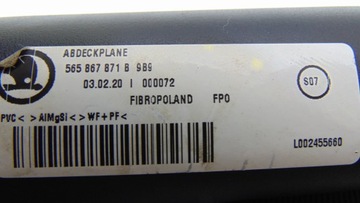 ABDECKPLANE
565 867 871 B 9B9
03.02.20 I 000072
S07
FIBROPOLAND FPO
PVC< >AlMgSi< >WF+PF<
L002455660